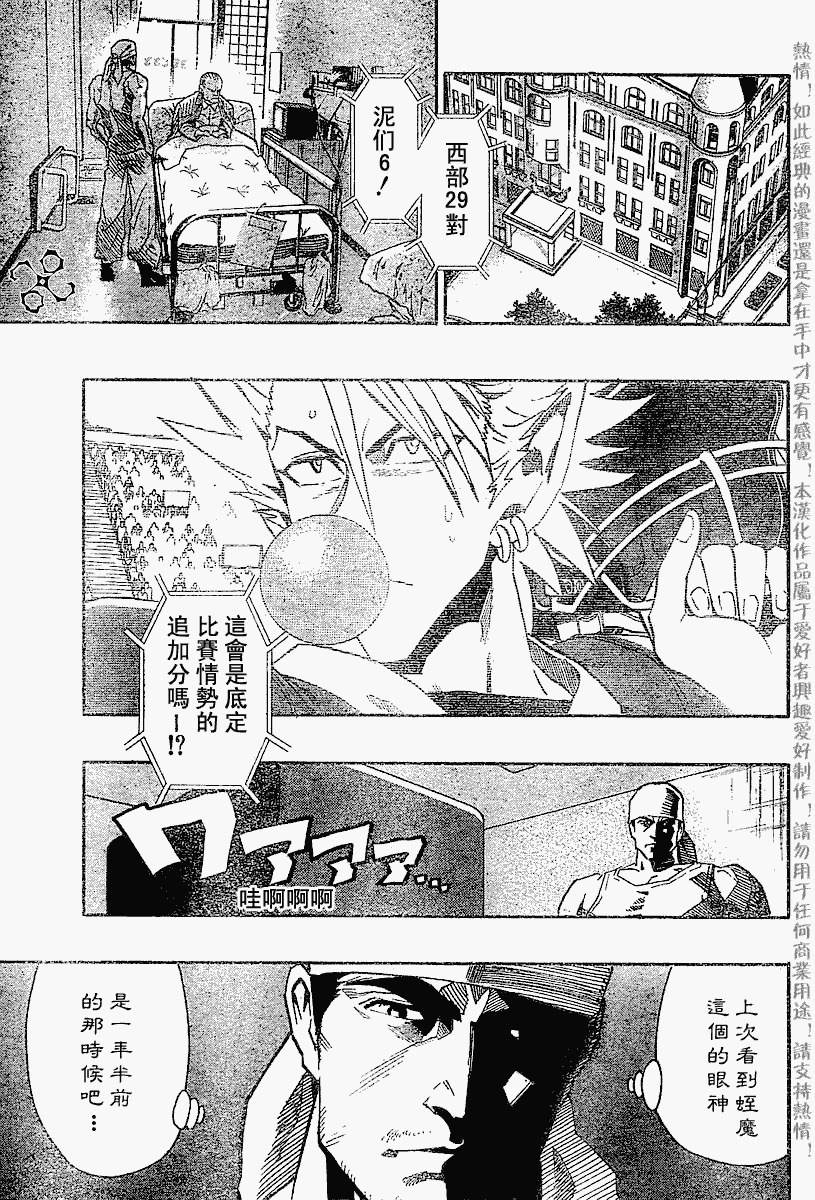 西部29對
泥们6！
這會是底定
比賽情勢的
追加分嗎ー!?
ワアアア…
哇啊啊啊
上次看到蛭魔
這個的眼神
是一年半前
的那時候吧…
熱情！如此經典的漫畫還是拿在手中才更有感覺！本漢化作品屬于愛好者興趣愛好制作！請勿用于任何商業用途！請支持熱情！